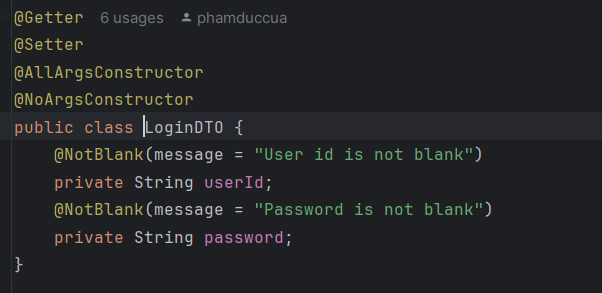 @Getter 6 usages phamduccua
@Setter
@AllArgsConstructor
@NoArgsConstructor
public class LoginDTO {
    @NotBlank(message = "User id is not blank")
    private String userId;
    @NotBlank(message = "Password is not blank")
    private String password;
}